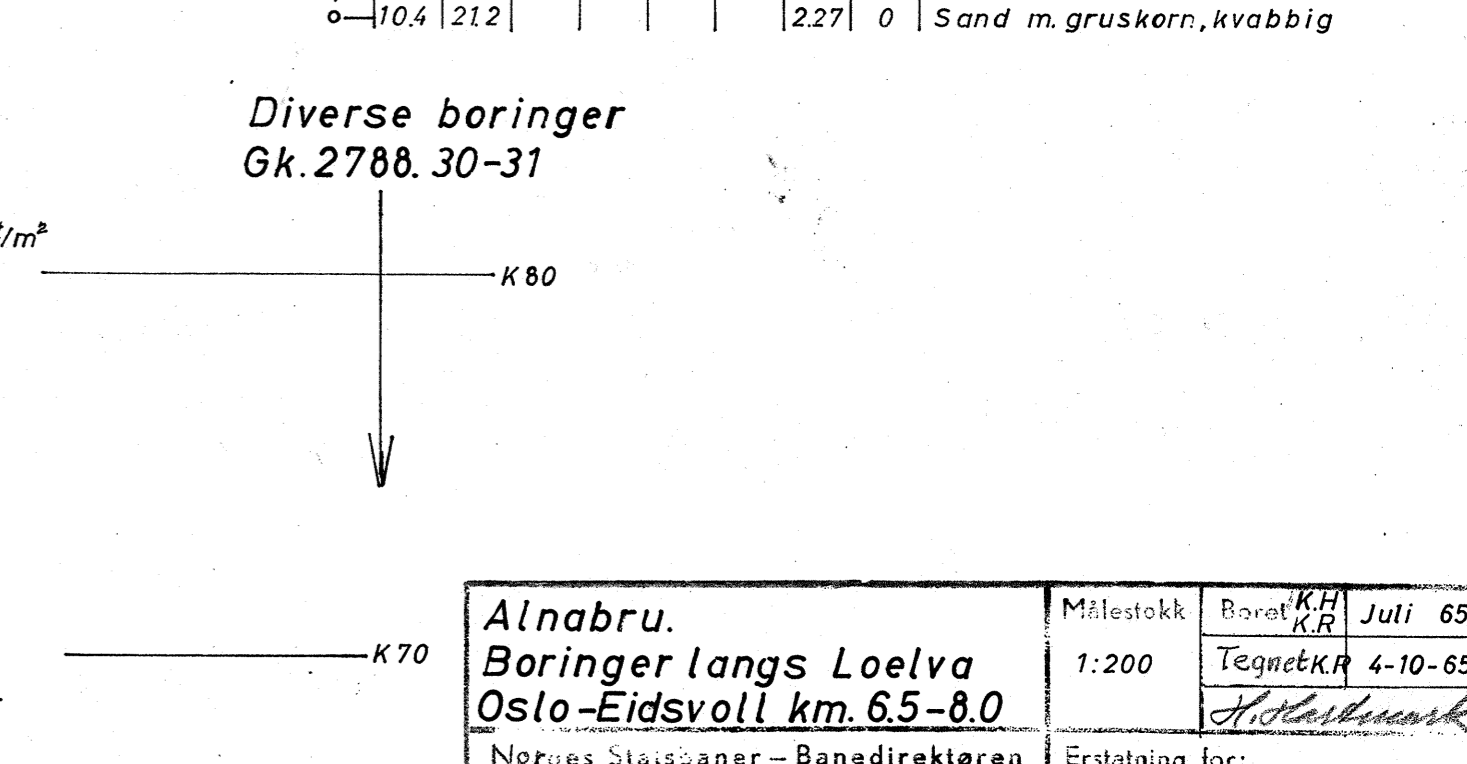 10.4 21.2 2.27 0 Sand m. gruskorn, kvabbig
Diverse boringer
Gk. 2788. 30-31
/m²
K 80
K 70
Alnabru.
Boringer langs Loelva
Oslo-Eidsvoll km. 6.5-8.0
Målestokk
1:200
Boret K.H K.R Juli 65
Tegnet K.R 4-10-65
H. Hartmark
Norges Statsbaner – Banedirektøren
Erstatning for: